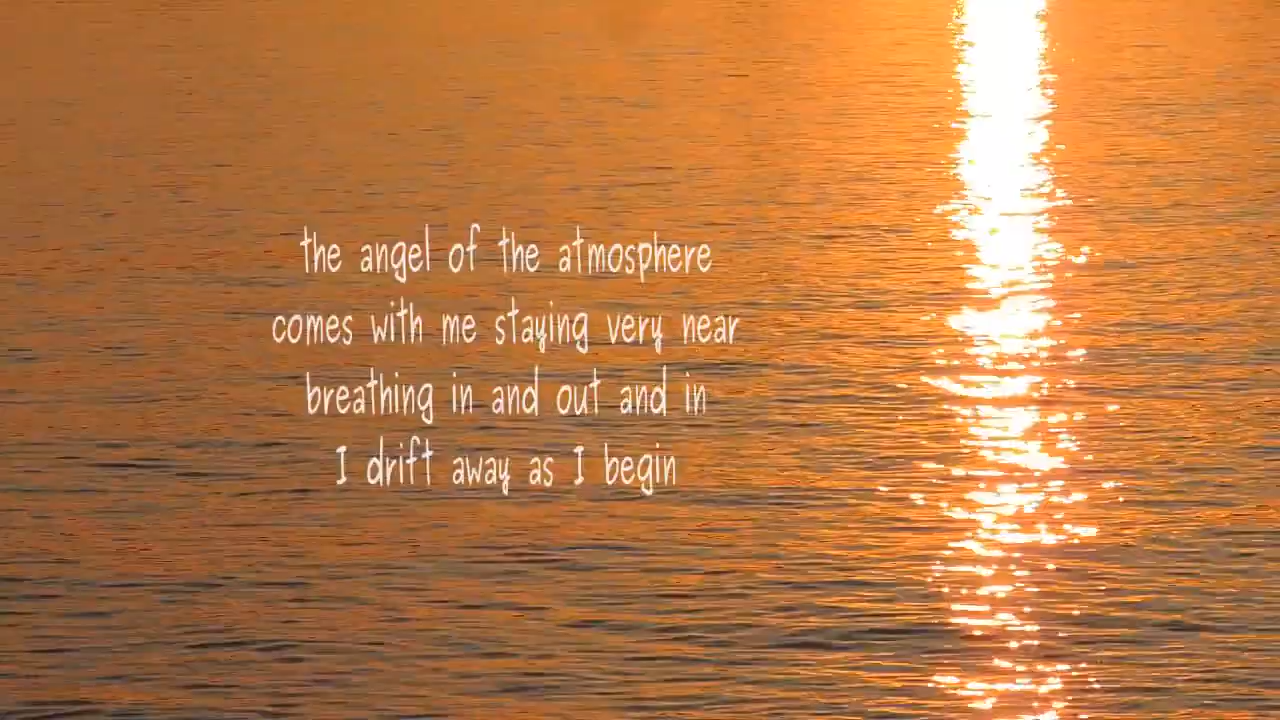 the angel of the atmosphere
comes with me staying very near
breathing in and out and in
I drift away as I begin